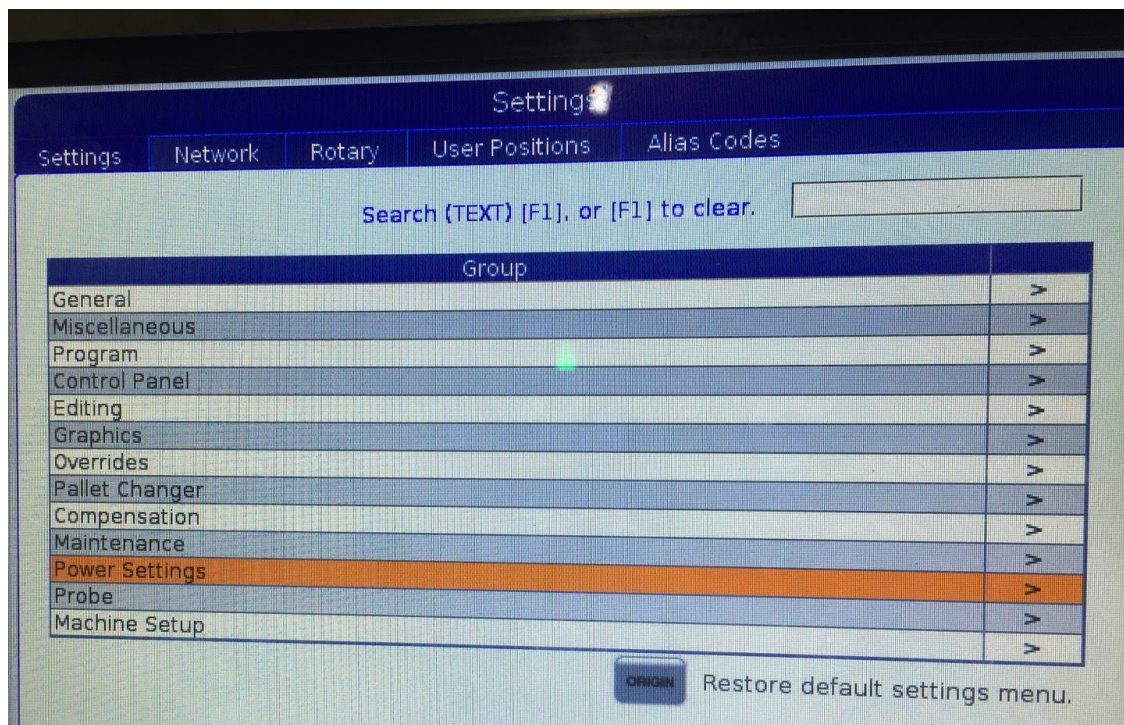 Settings
Settings Network Rotary User Positions Alias Codes
Search (TEXT) [F1], or [F1] to clear.
Group
General >
Miscellaneous >
Program >
Control Panel >
Editing >
Graphics >
Overrides >
Pallet Changer >
Compensation >
Maintenance >
Power Settings >
Probe >
Machine Setup >
ORIGIN Restore default settings menu.